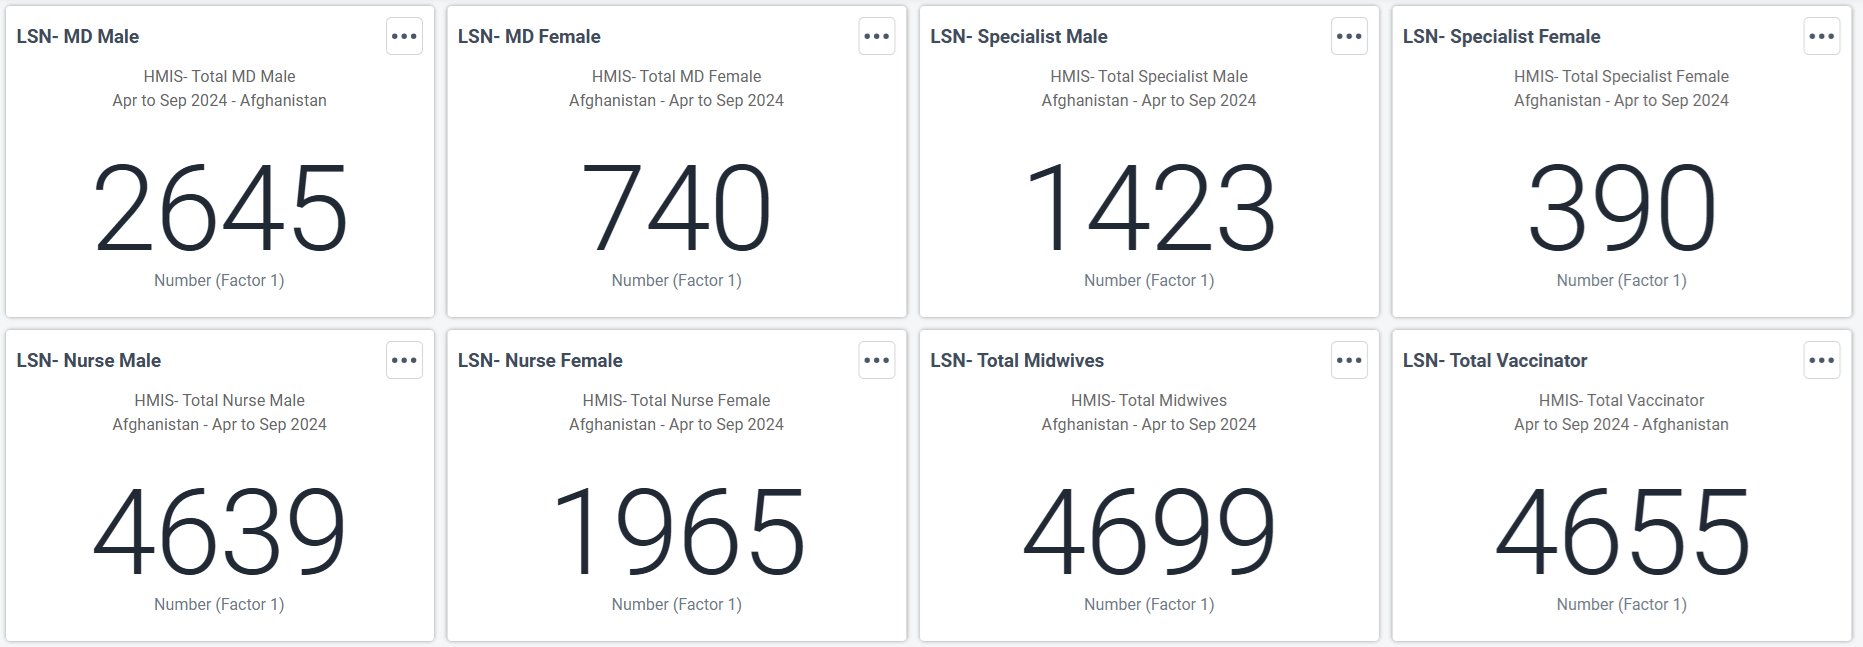 LSN- MD Male
HMIS- Total MD Male
Apr to Sep 2024 - Afghanistan
2645
Number (Factor 1)
LSN- MD Female
HMIS- Total MD Female
Afghanistan - Apr to Sep 2024
740
Number (Factor 1)
LSN- Specialist Male
HMIS- Total Specialist Male
Afghanistan - Apr to Sep 2024
1423
Number (Factor 1)
LSN- Specialist Female
HMIS- Total Specialist Female
Afghanistan - Apr to Sep 2024
390
Number (Factor 1)
LSN- Nurse Male
HMIS- Total Nurse Male
Afghanistan - Apr to Sep 2024
4639
Number (Factor 1)
LSN- Nurse Female
HMIS- Total Nurse Female
Afghanistan - Apr to Sep 2024
1965
Number (Factor 1)
LSN- Total Midwives
HMIS- Total Midwives
Afghanistan - Apr to Sep 2024
4699
Number (Factor 1)
LSN- Total Vaccinator
HMIS- Total Vaccinator
Apr to Sep 2024 - Afghanistan
4655
Number (Factor 1)